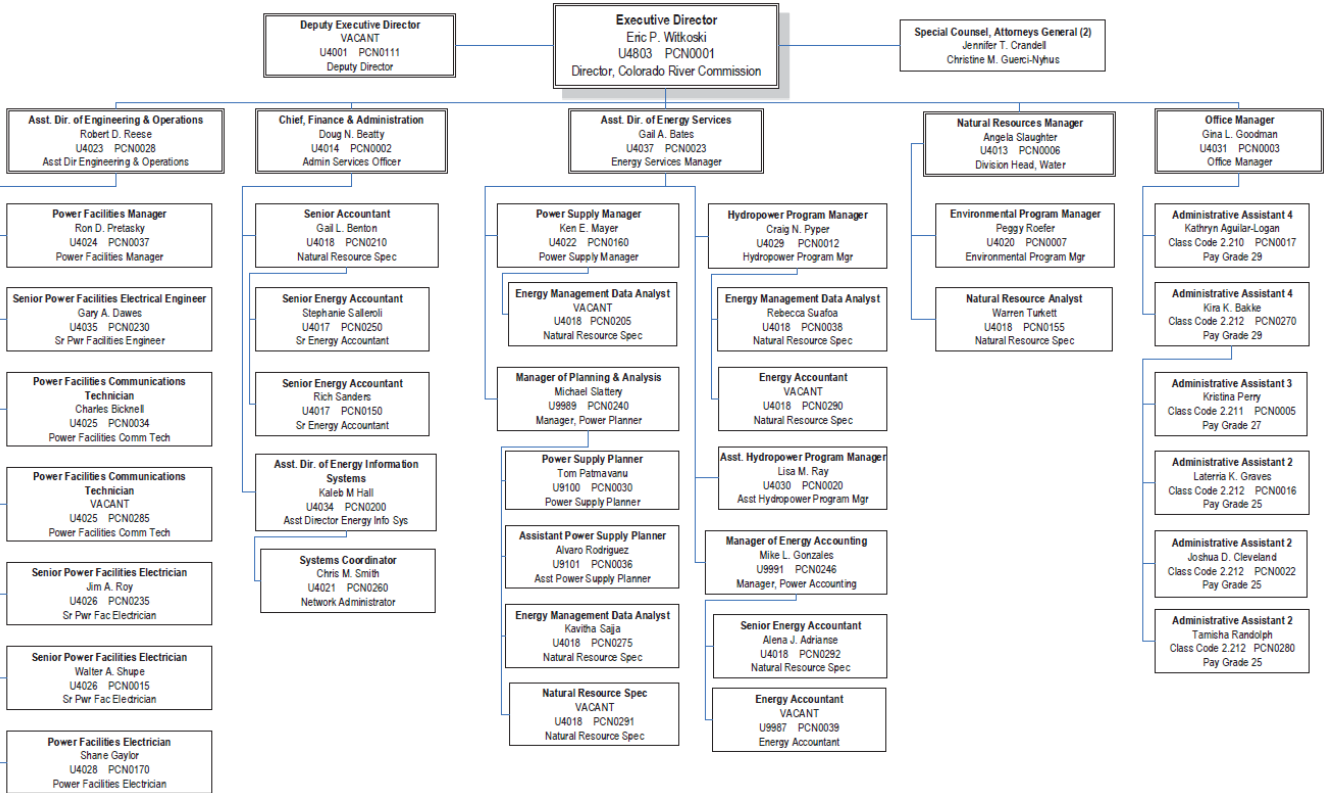 Deputy Executive Director
VACANT
U4001 PCN0111
Deputy Director
Executive Director
Eric P. Witkoski
U4803 PCN0001
Director, Colorado River Commission
Special Counsel, Attorneys General (2)
Jennifer T. Crandell
Christine M. Guerci-Nyhus
Asst. Dir. of Engineering & Operations
Robert D. Reese
U4023 PCN0028
Asst Dir Engineering & Operations
Chief, Finance & Administration
Doug N. Beatty
U4014 PCN0002
Admin Services Officer
Asst. Dir. of Energy Services
Gail A. Bates
U4037 PCN0023
Energy Services Manager
Natural Resources Manager
Angela Slaughter
U4013 PCN0006
Division Head, Water
Office Manager
Gina L. Goodman
U4031 PCN0003
Office Manager
Power Facilities Manager
Ron D. Pretasky
U4024 PCN0037
Power Facilities Manager
Senior Power Facilities Electrical Engineer
Gary A. Dawes
U4035 PCN0230
Sr Pwr Facilities Engineer
Power Facilities Communications
Technician
Charles Bicknell
U4025 PCN0034
Power Facilities Comm Tech
Power Facilities Communications
Technician
VACANT
U4025 PCN0285
Power Facilities Comm Tech
Senior Power Facilities Electrician
Jim A. Roy
U4026 PCN0235
Sr Pwr Fac Electrician
Senior Power Facilities Electrician
Walter A. Shupe
U4026 PCN0015
Sr Pwr Fac Electrician
Power Facilities Electrician
Shane Gaylor
U4028 PCN0170
Power Facilities Electrician
Senior Accountant
Gail L. Benton
U4018 PCN0210
Natural Resource Spec
Senior Energy Accountant
Stephanie Salleroli
U4017 PCN0250
Sr Energy Accountant
Senior Energy Accountant
Rich Sanders
U4017 PCN0150
Sr Energy Accountant
Asst. Dir. of Energy Information
Systems
Kaleb M Hall
U4034 PCN0200
Asst Director Energy Info Sys
Systems Coordinator
Chris M. Smith
U4021 PCN0260
Network Administrator
Power Supply Manager
Ken E. Mayer
U4022 PCN0160
Power Supply Manager
Energy Management Data Analyst
VACANT
U4018 PCN0205
Natural Resource Spec
Manager of Planning & Analysis
Michael Slattery
U9989 PCN0240
Manager, Power Planner
Power Supply Planner
Tom Patmavanu
U9100 PCN0030
Power Supply Planner
Assistant Power Supply Planner
Alvaro Rodriguez
U9101 PCN0036
Asst Power Supply Planner
Energy Management Data Analyst
Kavitha Sajja
U4018 PCN0275
Natural Resource Spec
Natural Resource Spec
VACANT
U4018 PCN0291
Natural Resource Spec
Hydropower Program Manager
Craig N. Pyper
U4029 PCN0012
Hydropower Program Mgr
Energy Management Data Analyst
Rebecca Suafoa
U4018 PCN0038
Natural Resource Spec
Energy Accountant
VACANT
U4018 PCN0290
Natural Resource Spec
Asst. Hydropower Program Manager
Lisa M. Ray
U4030 PCN0020
Asst Hydropower Program Mgr
Manager of Energy Accounting
Mike L. Gonzales
U9991 PCN0246
Manager, Power Accounting
Senior Energy Accountant
Alena J. Adrianse
U4018 PCN0292
Natural Resource Spec
Energy Accountant
VACANT
U9987 PCN0039
Energy Accountant
Environmental Program Manager
Peggy Roefer
U4020 PCN0007
Environmental Program Mgr
Natural Resource Analyst
Warren Turkett
U4018 PCN0155
Natural Resource Spec
Administrative Assistant 4
Kathryn Aguilar-Logan
Class Code 2.210 PCN0017
Pay Grade 29
Administrative Assistant 4
Kira K. Bakke
Class Code 2.212 PCN0270
Pay Grade 29
Administrative Assistant 3
Kristina Perry
Class Code 2.211 PCN0005
Pay Grade 27
Administrative Assistant 2
Laterria K. Graves
Class Code 2.212 PCN0016
Pay Grade 25
Administrative Assistant 2
Joshua D. Cleveland
Class Code 2.212 PCN0022
Pay Grade 25
Administrative Assistant 2
Tamisha Randolph
Class Code 2.212 PCN0280
Pay Grade 25